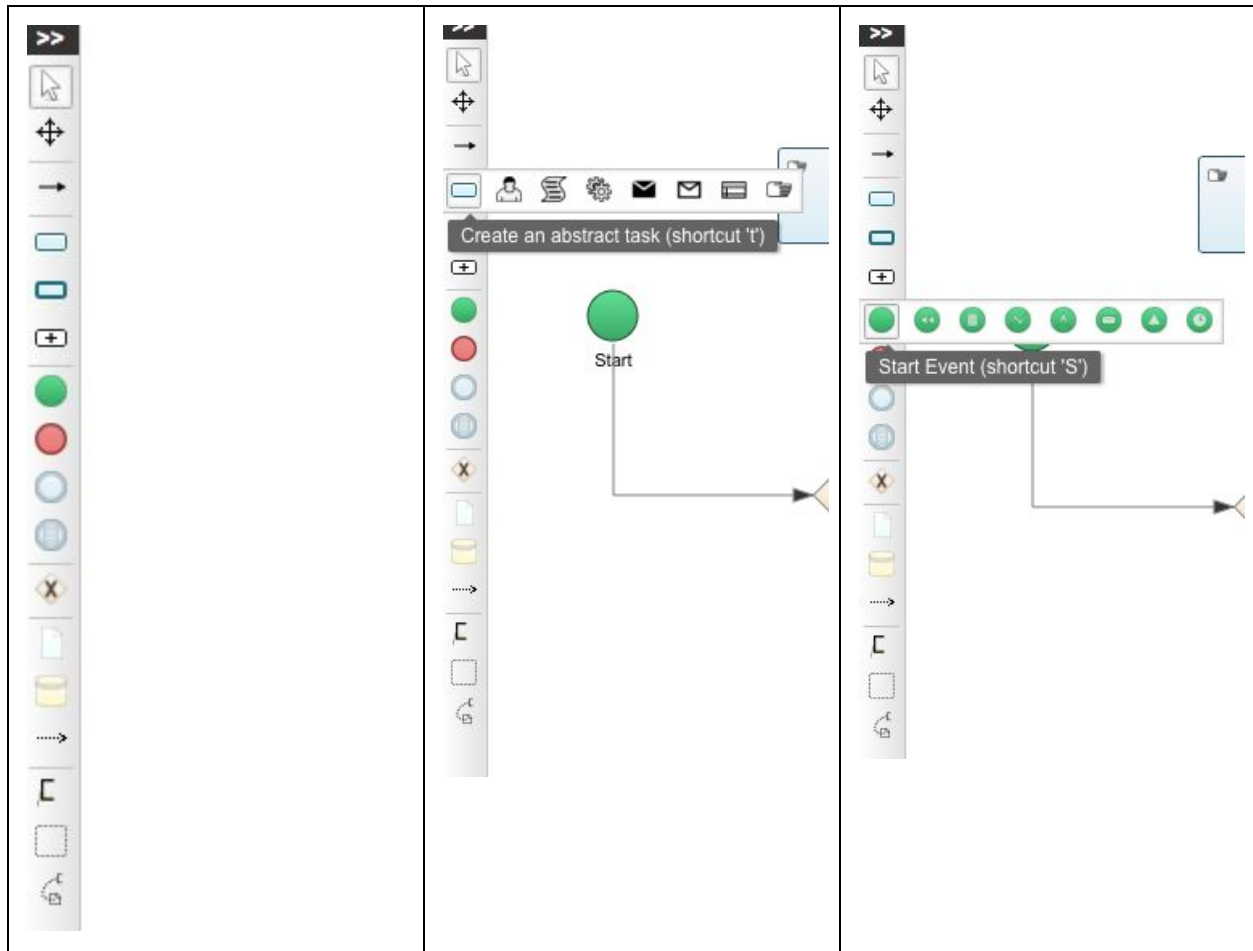 >>
>>
Create an abstract task (shortcut 't')
Start
>>
Start Event (shortcut 'S')